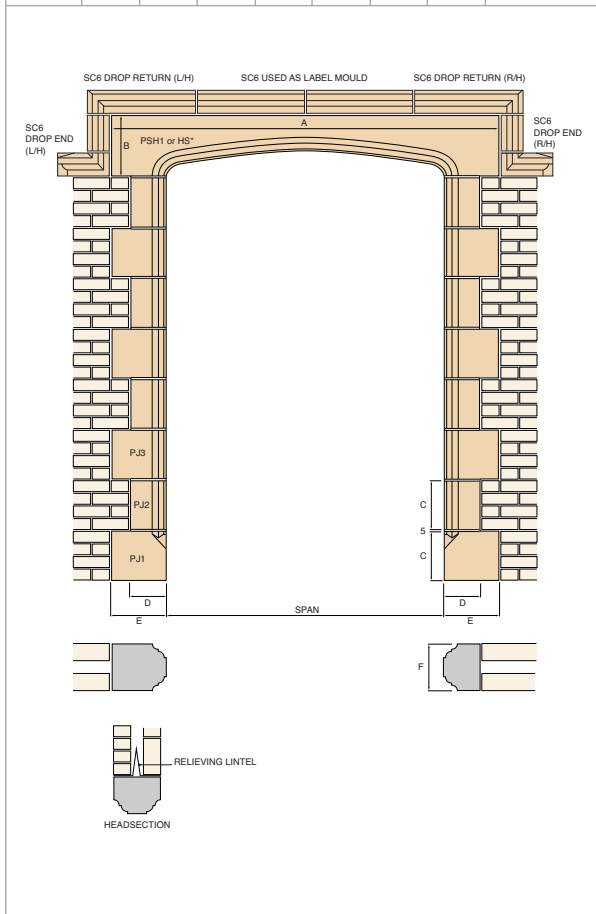 SC6 DROP RETURN (L/H)
SC6 USED AS LABEL MOULD
SC6 DROP RETURN (R/H)
SC6
DROP END
(L/H)
A
B
PSH1 or HS*
SC6
DROP END
(R/H)
PJ3
PJ2
PJ1
C
5
C
D
E
SPAN
D
E
F
RELIEVING LINTEL
HEADSECTION